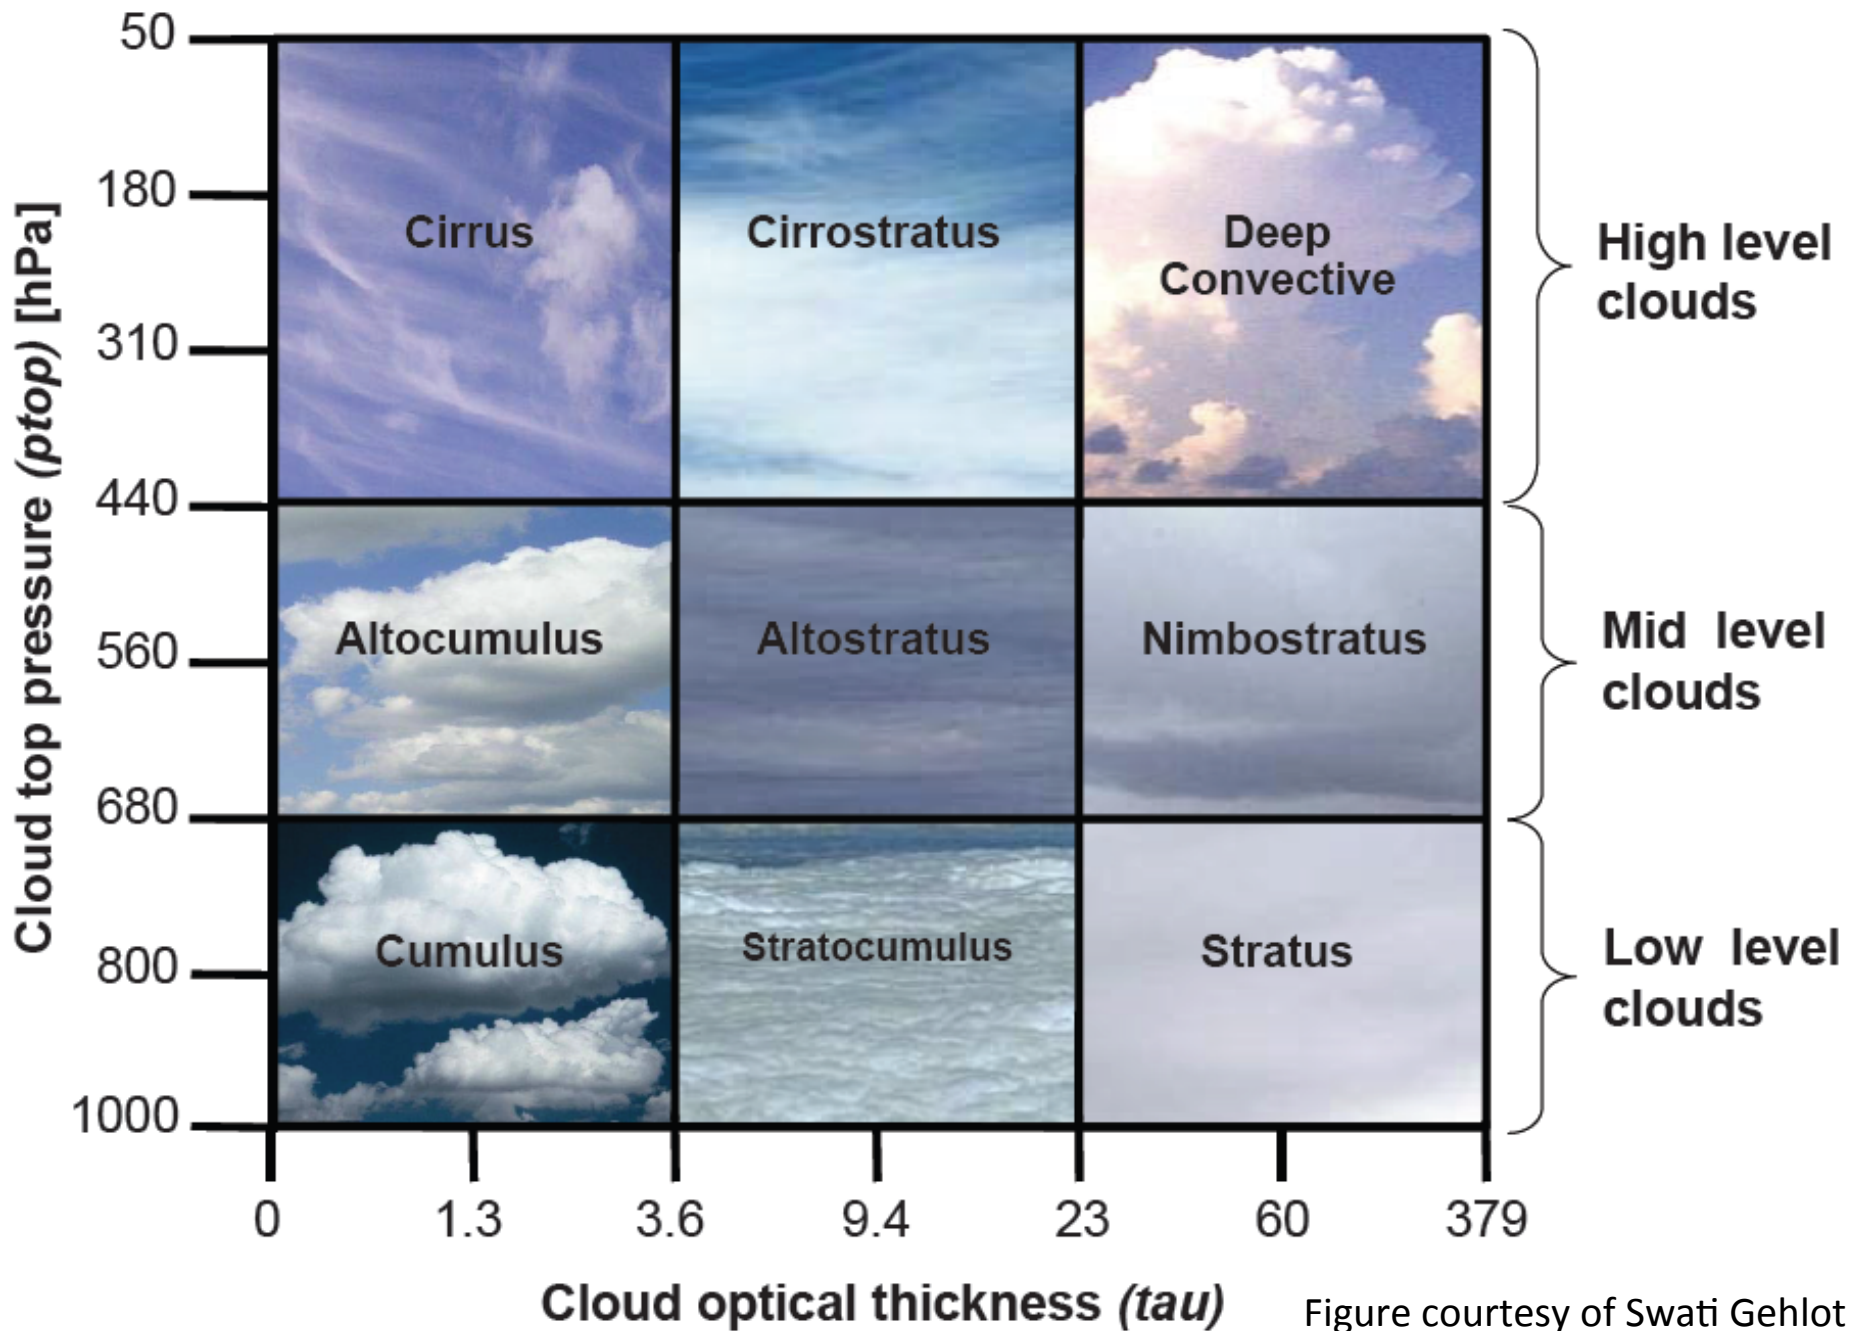 Cloud top pressure (ptop) [hPa]
50
180
310
440
560
680
800
1000
Cirrus
Cirrostratus
Deep
Convective
High level
clouds
Altocumulus
Altostratus
Nimbostratus
Mid level
clouds
Cumulus
Stratocumulus
Stratus
Low level
clouds
0 1.3 3.6 9.4 23 60 379
Cloud optical thickness (tau)
Figure courtesy of Swati Gehlot